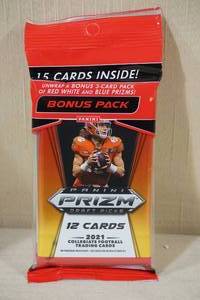 15 CARDS INSIDE!
UNWRAP A BONUS 3-CARD PACK
OF RED WHITE AND BLUE PRIZMS!
BONUS PACK
PANINI
PANINI
PRIZM
DRAFT PICKS
12 CARDS
2021
COLLEGIATE FOOTBALL
TRADING CARDS